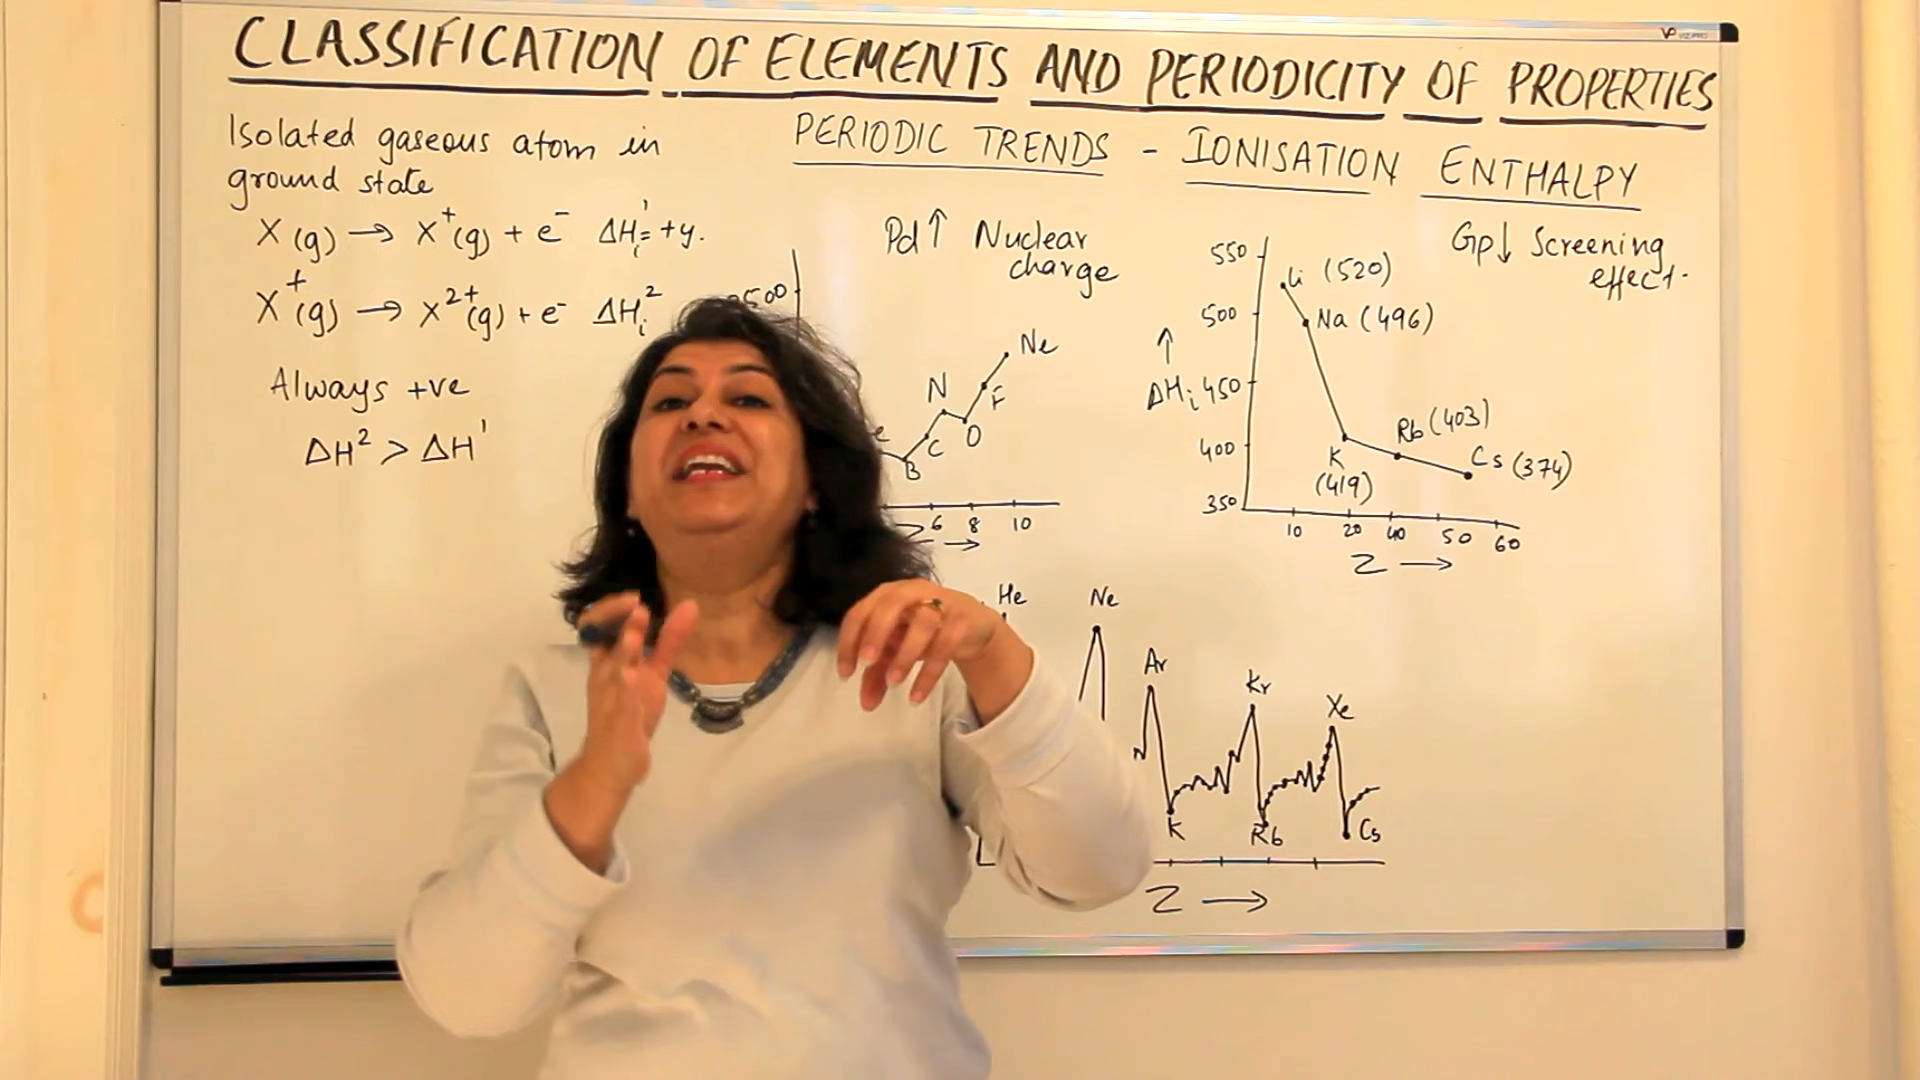 CLASSIFICATION OF ELEMENTS AND PERIODICITY OF PROPERTIES
PERIODIC TRENDS - IONISATION ENTHALPY
Isolated gaseous atom in
ground state
X (g) → X⁺(g) + e⁻ ΔHᵢ¹ = +y.
X⁺(g) → X²⁺(g) + e⁻ ΔHᵢ²
Always +ve
ΔH² > ΔH¹
Pd↑ Nuclear
charge
Ne
N
F
O
C
B
6 8 10
Gp↓ Screening
effect.
550
Li (520)
500
Na (496)
↑
ΔHᵢ 450
Rb (403)
400
K
(419)
Cs (374)
350
10 20 40 50 60
Z →
He
Ne
Ar
Kr
Xe
K
Rb
Cs
Z →